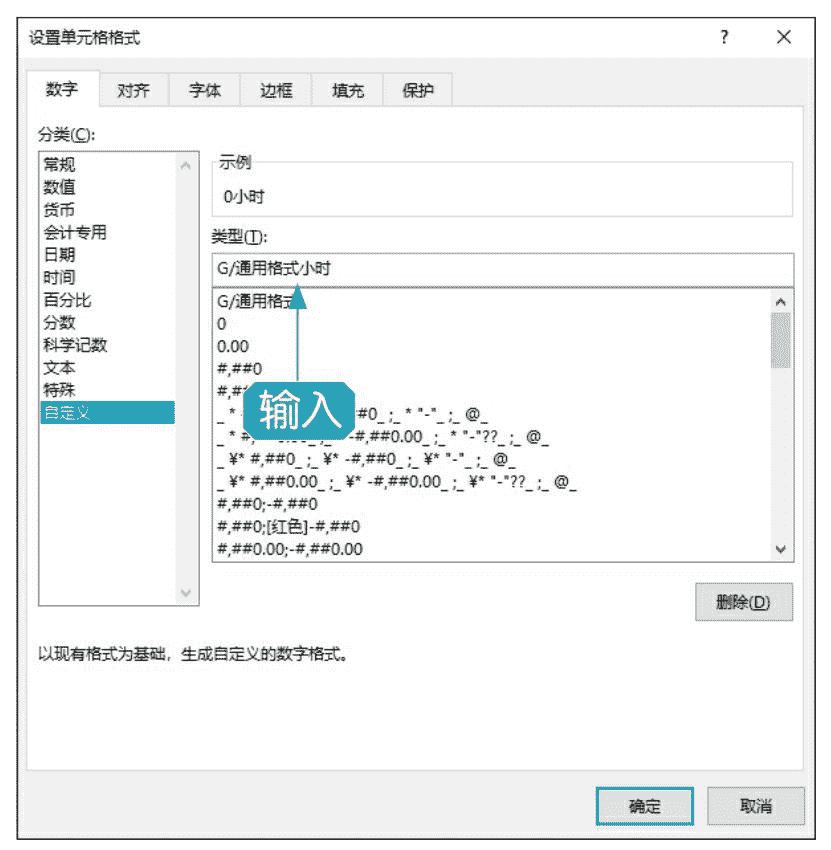 设置单元格格式
?
数字 对齐 字体 边框 填充 保护
分类(C):
常规
数值
货币
会计专用
日期
时间
百分比
分数
科学记数
文本
特殊
自定义
示例
0小时
类型(T):
G/通用格式小时
G/通用格式
0
0.00
#,##0
输入
_ ¥* #,##0_ ;_ ¥* -#,##0_ ;_ ¥* "-"_ ;_ @_
_ ¥* #,##0.00_ ;_ ¥* -#,##0.00_ ;_ ¥* "-"??_ ;_ @_
#,##0;-#,##0
#,##0;[红色]-#,##0
#,##0.00;-#,##0.00
删除(D)
以现有格式为基础，生成自定义的数字格式。
确定 取消